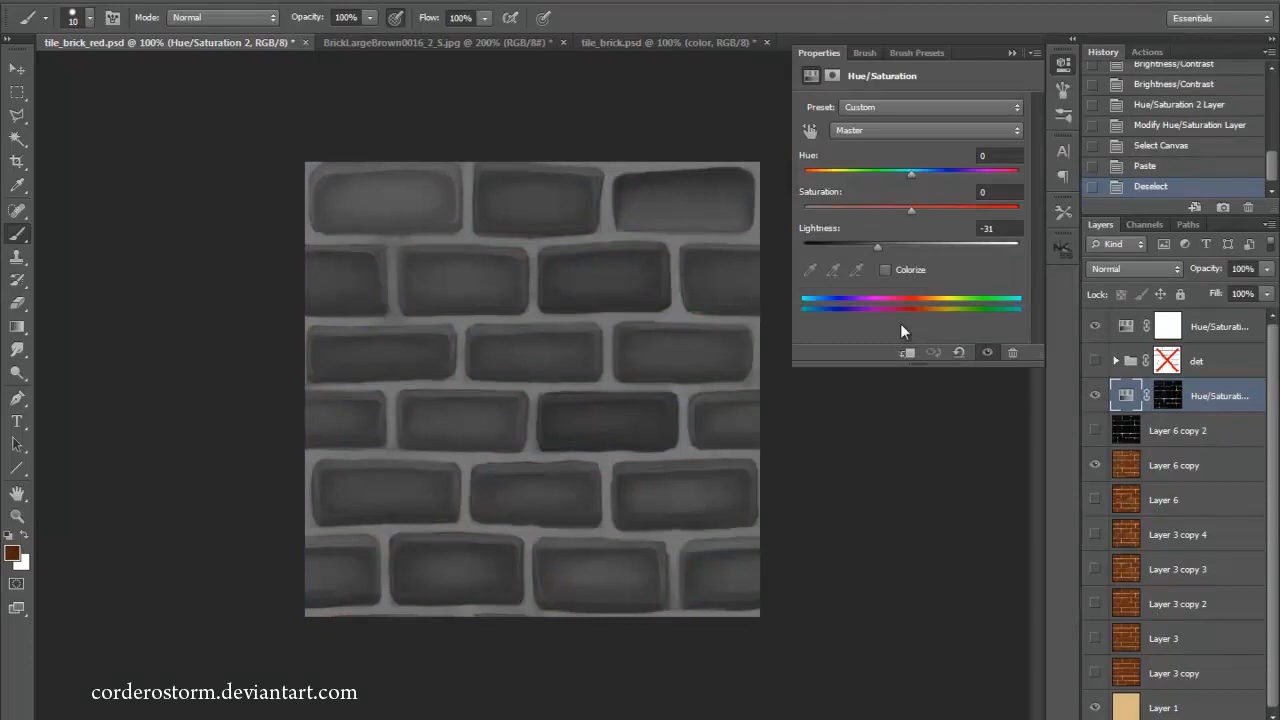 10 Mode: Normal Opacity: 100% Flow: 100% Essentials
tile_brick_red.psd @ 100% (Hue/Saturation 2, RGB/8) * × BrickLargeBrown0016_2_S.jpg @ 200% (RGB/8#) * × tile_brick.psd @ 100% (color, RGB/8) * ×
Properties Brush Brush Presets
Hue/Saturation
Preset: Custom
Master
Hue: 0
Saturation: 0
Lightness: -31
Colorize
History Actions
Brightness/Contrast
Brightness/Contrast
Hue/Saturation 2 Layer
Modify Hue/Saturation Layer
Select Canvas
Paste
Deselect
Layers Channels Paths
Kind
Normal Opacity: 100%
Lock: Fill: 100%
Hue/Saturati...
det
Hue/Saturati...
Layer 6 copy 2
Layer 6 copy
Layer 6
Layer 3 copy 4
Layer 3 copy 3
Layer 3 copy 2
Layer 3
Layer 3 copy
Layer 1
corderostorm.deviantart.com